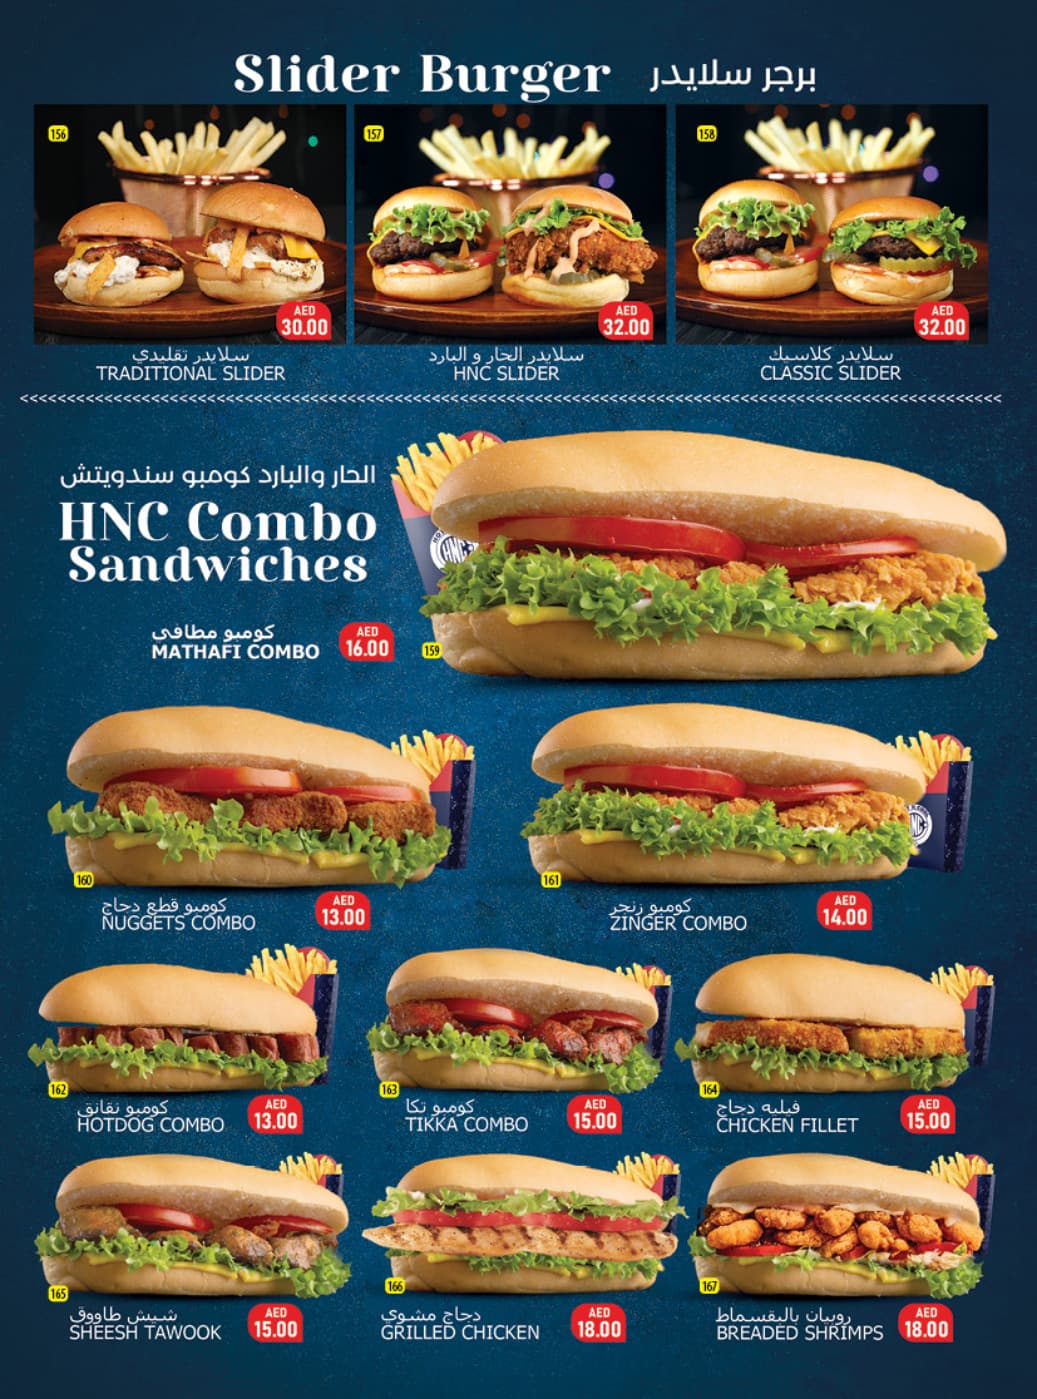 Slider Burger برجر سلايدر
156
157
158
AED
30.00
AED
32.00
AED
32.00
سلايدر تقليدي
TRADITIONAL SLIDER
سلايدر الحار و البارد
HNC SLIDER
سلايدر كلاسيك
CLASSIC SLIDER
<<<<<<<<<<<<<<<<<<<<<<<<<<<<<<<<<<<<<<<<<<<<<<<<<<<<<<<<<<<<<<<<<<<<<<<<<<<<<<<<<<<<<<<<<<<<<<<<<<<<<<<<<<<<
الحار والبارد كومبو سندويتش
HNC Combo
Sandwiches
HNC
كومبو مطافي
MATHAFI COMBO
AED
16.00
159
160
كومبو قطع دجاج
NUGGETS COMBO
AED
13.00
161
كومبو زنجر
ZINGER COMBO
AED
14.00
162
كومبو نقانق
HOTDOG COMBO
AED
13.00
163
كومبو تكا
TIKKA COMBO
AED
15.00
164
فيليه دجاج
CHICKEN FILLET
AED
15.00
165
شيش طاووق
SHEESH TAWOOK
AED
15.00
166
دجاج مشوي
GRILLED CHICKEN
AED
18.00
167
روبيان بالبقسماط
BREADED SHRIMPS
AED
18.00